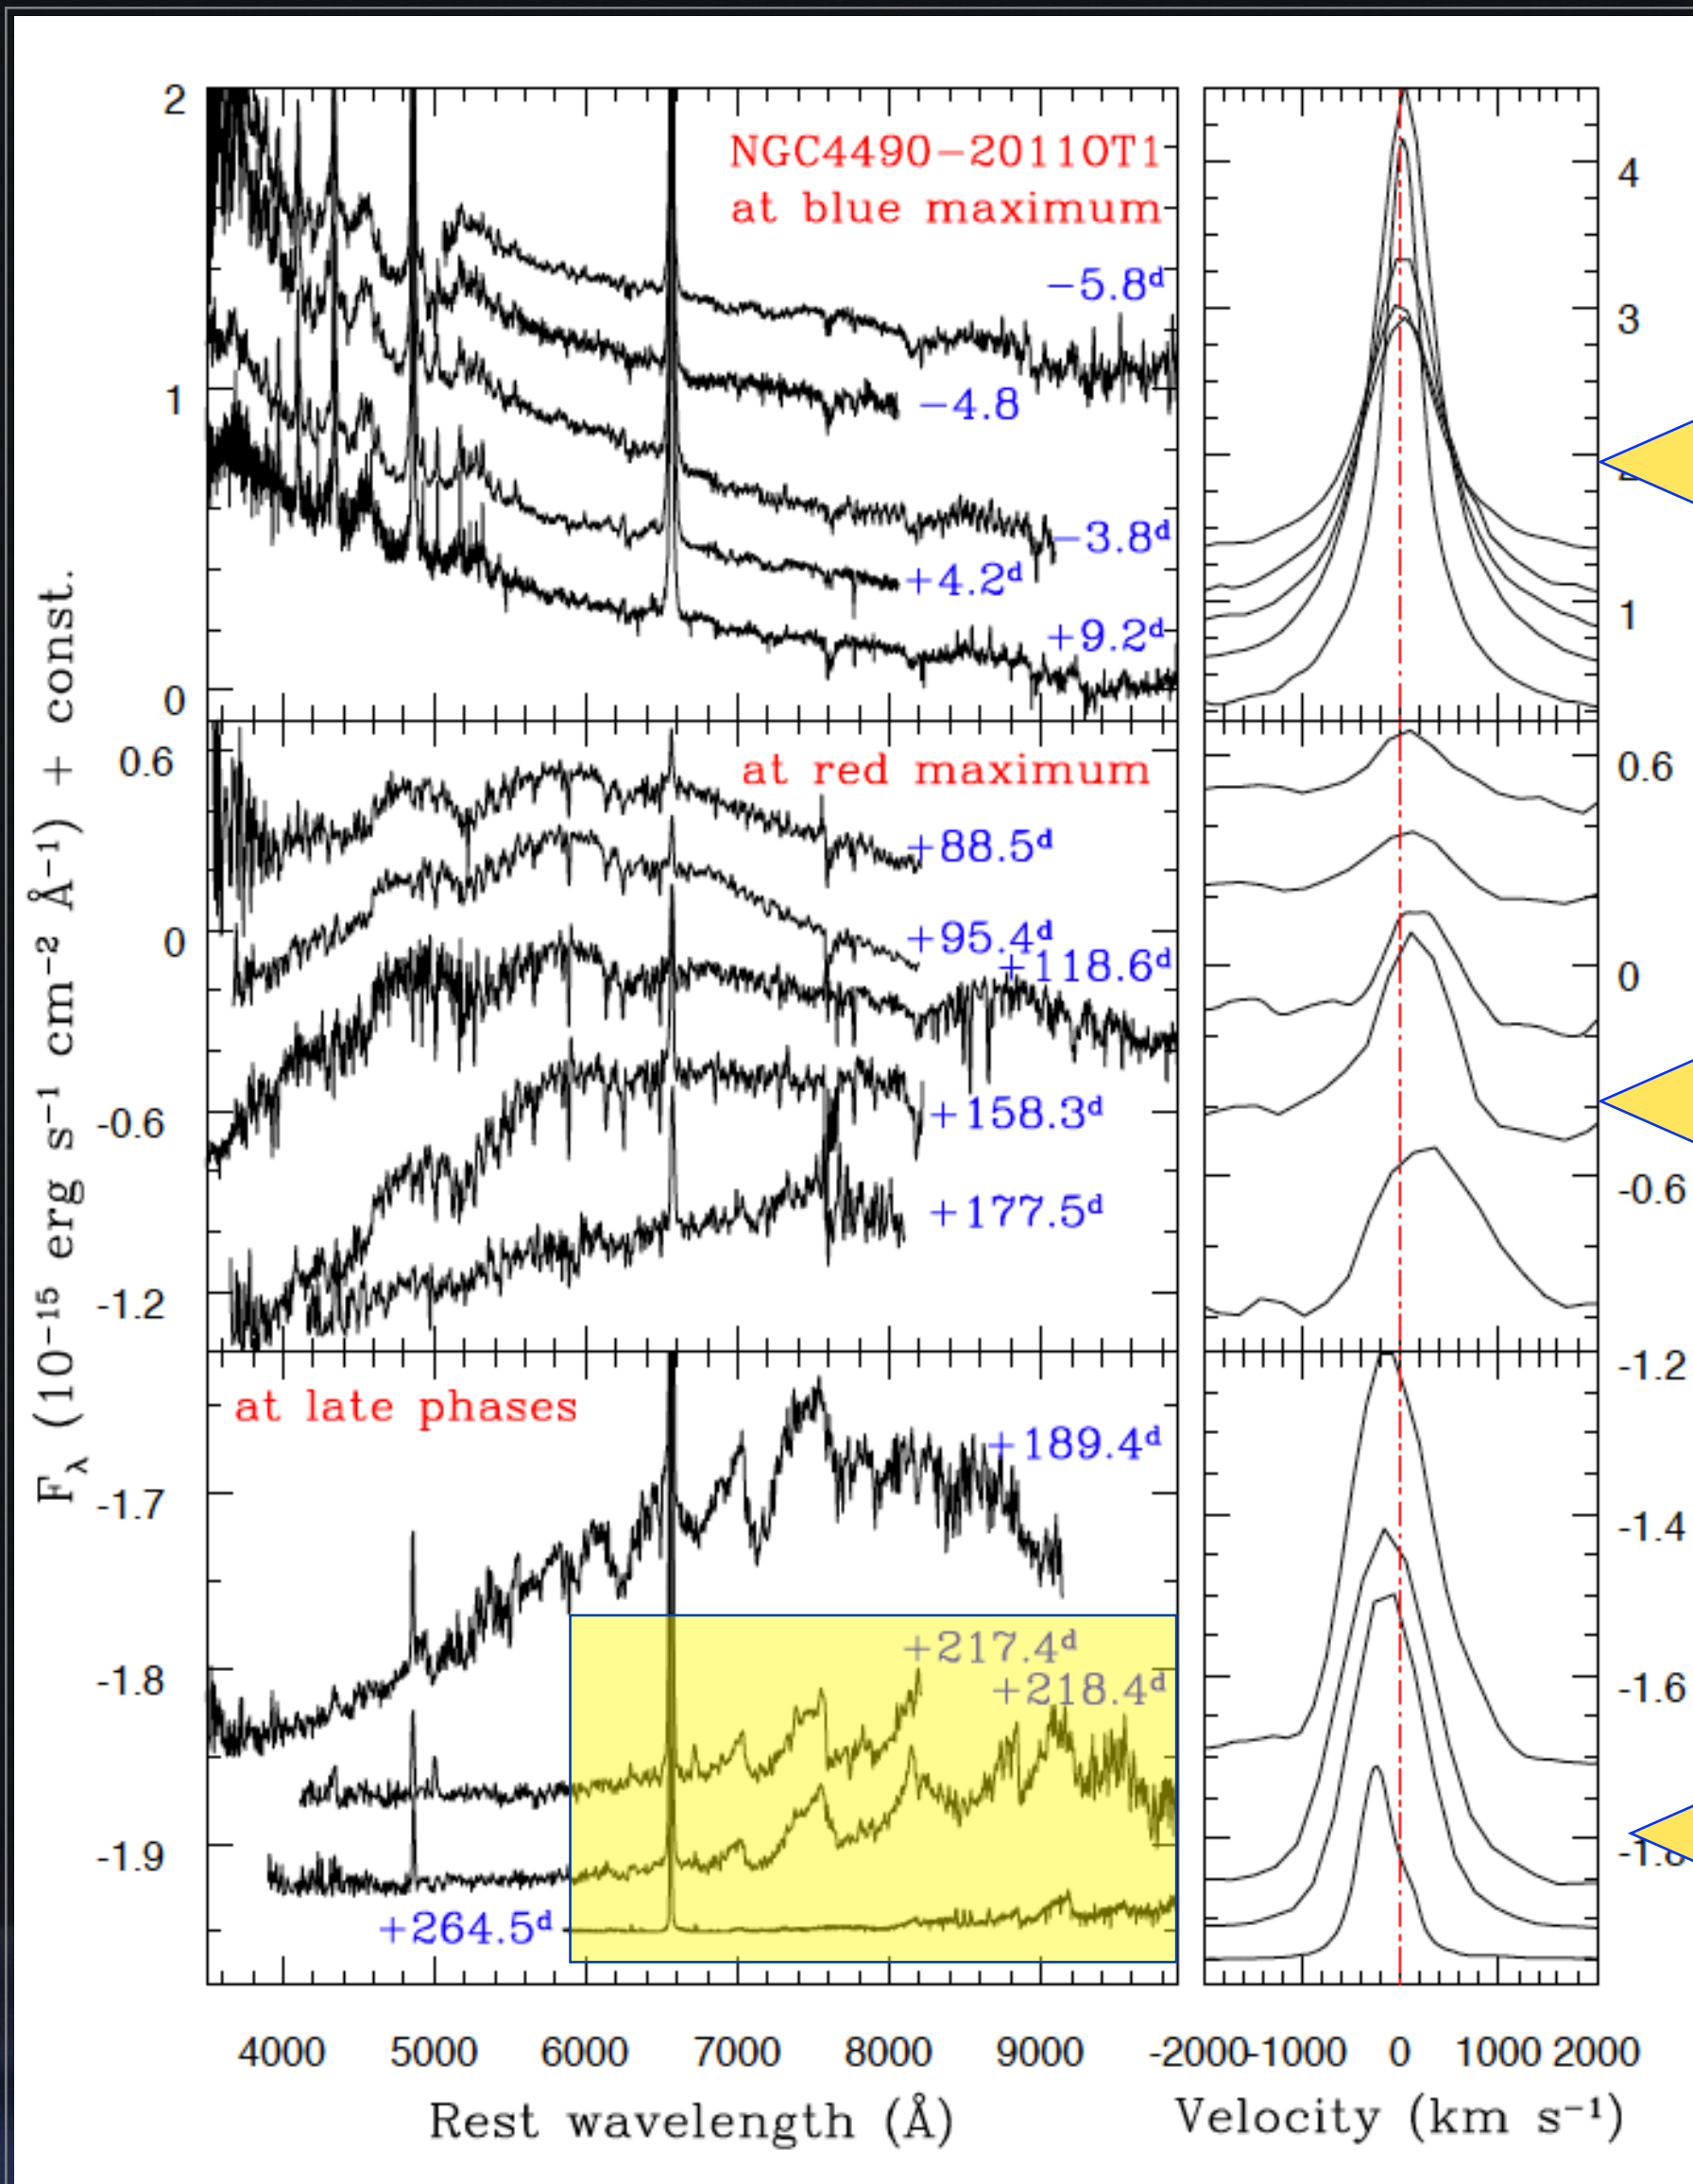 NGC4490-2011OT1
at blue maximum
-5.8d
-4.8
-3.8d
+4.2d
+9.2d
2
1
0
4
3
1
at red maximum
+88.5d
+95.4d
+118.6d
+158.3d
+177.5d
0.6
0
-0.6
-1.2
0.6
0
-0.6
at late phases
+189.4d
+217.4d
+218.4d
+264.5d
-1.7
-1.8
-1.9
-1.2
-1.4
-1.6
-1.8
Fλ (10⁻¹⁵ erg s⁻¹ cm⁻² Å⁻¹) + const.
4000 5000 6000 7000 8000 9000
-2000 -1000 0 1000 2000
Rest wavelength (Å)
Velocity (km s⁻¹)